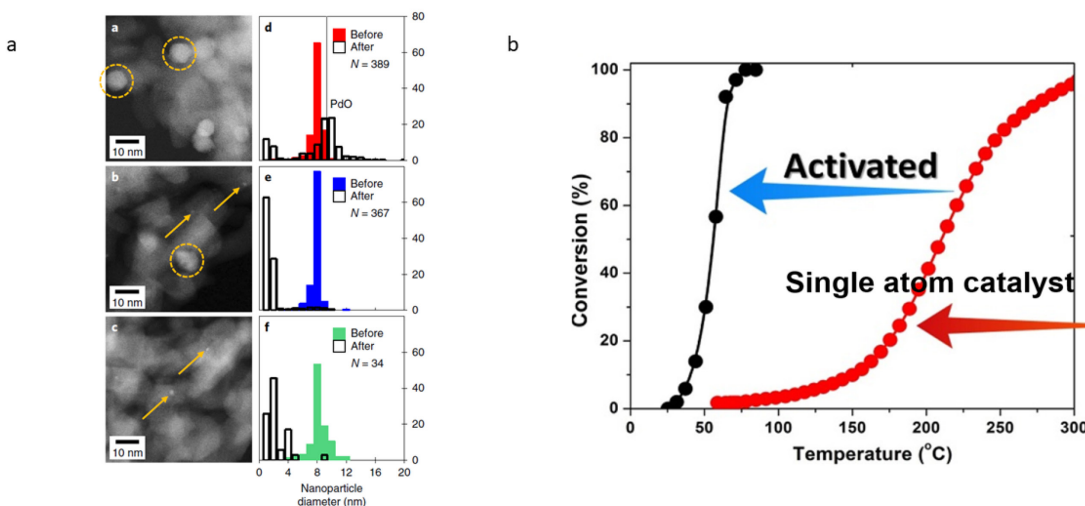 a
b
a
10 nm
b
10 nm
c
10 nm
d
Before
After
N = 389
PdO
80
60
40
20
0
e
Before
After
N = 367
60
40
20
0
f
Before
After
N = 34
60
40
20
0
0 4 8 12 16 20
Nanoparticle
diameter (nm)
100
80
60
40
20
0
Conversion (%)
Activated
Single atom catalyst
0 50 100 150 200 250 300
Temperature (°C)